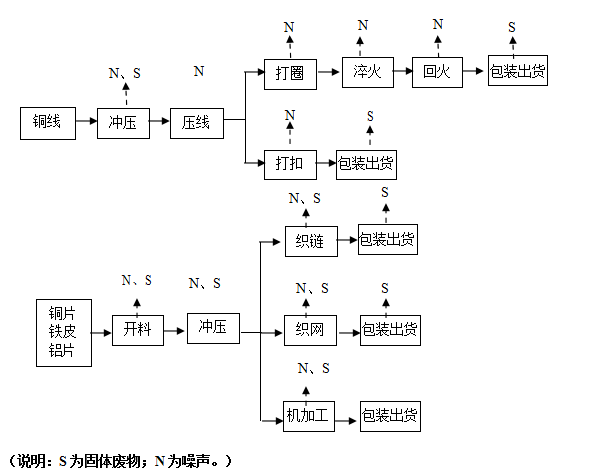 N
N
N
S
N、S
N
打圈
淬火
回火
包装出货
铜线
冲压
压线
N
S
打扣
包装出货
N、S
S
织链
包装出货
N、S
N、S
N、S
S
铜片
铁皮
铝片
开料
冲压
织网
包装出货
N、S
机加工
包装出货
（说明：S为固体废物；N为噪声。）